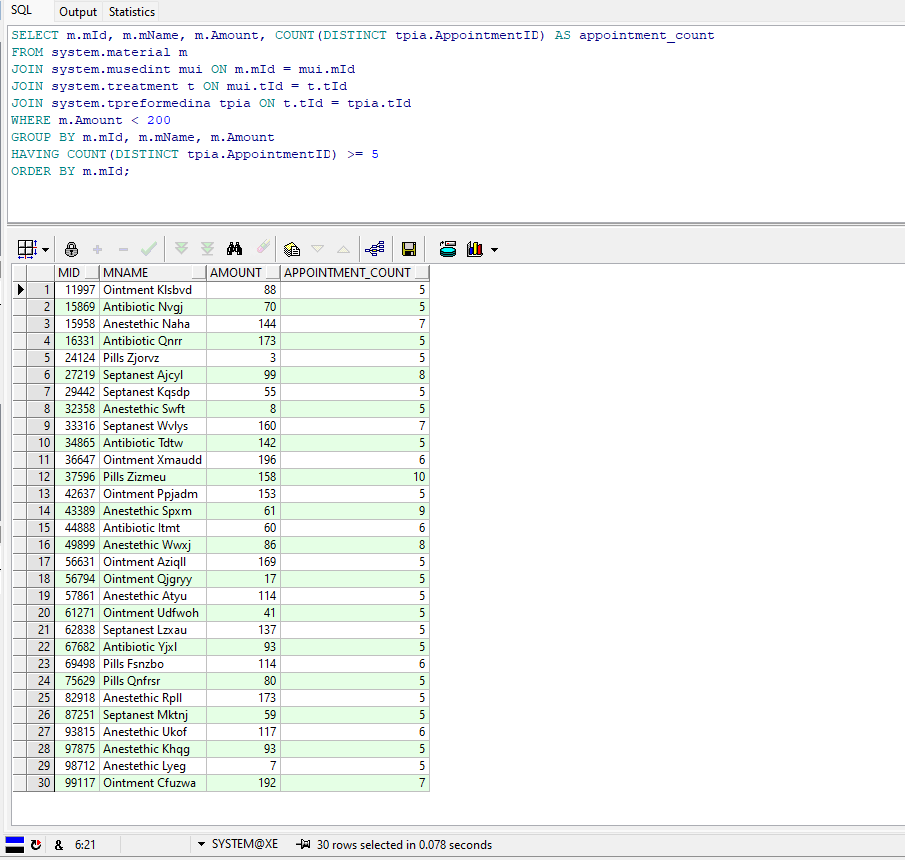 SQL Output Statistics
SELECT m.mId, m.mName, m.Amount, COUNT(DISTINCT tpia.AppointmentID) AS appointment_count
FROM system.material m
JOIN system.musedint mui ON m.mId = mui.mId
JOIN system.treatment t ON mui.tId = t.tId
JOIN system.tpreformedina tpia ON t.tId = tpia.tId
WHERE m.Amount < 200
GROUP BY m.mId, m.mName, m.Amount
HAVING COUNT(DISTINCT tpia.AppointmentID) >= 5
ORDER BY m.mId;
MID MNAME AMOUNT APPOINTMENT_COUNT
1 11997 Ointment Klsbvd 88 5
2 15869 Antibiotic Nvgj 70 5
3 15958 Anestethic Naha 144 7
4 16331 Antibiotic Qnrr 173 5
5 24124 Pills Zjorvz 3 5
6 27219 Septanest Ajcyl 99 8
7 29442 Septanest Kqsdp 55 5
8 32358 Anestethic Swft 8 5
9 33316 Septanest Wvlys 160 7
10 34865 Antibiotic Tdtw 142 5
11 36647 Ointment Xmaudd 196 6
12 37596 Pills Zizmeu 158 10
13 42637 Ointment Ppjadm 153 5
14 43389 Anestethic Spxm 61 9
15 44888 Antibiotic Itmt 60 6
16 49899 Anestethic Wwxj 86 8
17 56631 Ointment Aziqll 169 5
18 56794 Ointment Qjgryy 17 5
19 57861 Anestethic Atyu 114 5
20 61271 Ointment Udfwoh 41 5
21 62838 Septanest Lzxau 137 5
22 67682 Antibiotic Yjxl 93 5
23 69498 Pills Fsnzbo 114 6
24 75629 Pills Qnfrsr 80 5
25 82918 Anestethic Rpll 173 5
26 87251 Septanest Mktnj 59 5
27 93815 Anestethic Ukof 117 6
28 97875 Anestethic Khqg 93 5
29 98712 Anestethic Lyeg 7 5
30 99117 Ointment Cfuzwa 192 7
& 6:21 SYSTEM@XE 30 rows selected in 0.078 seconds